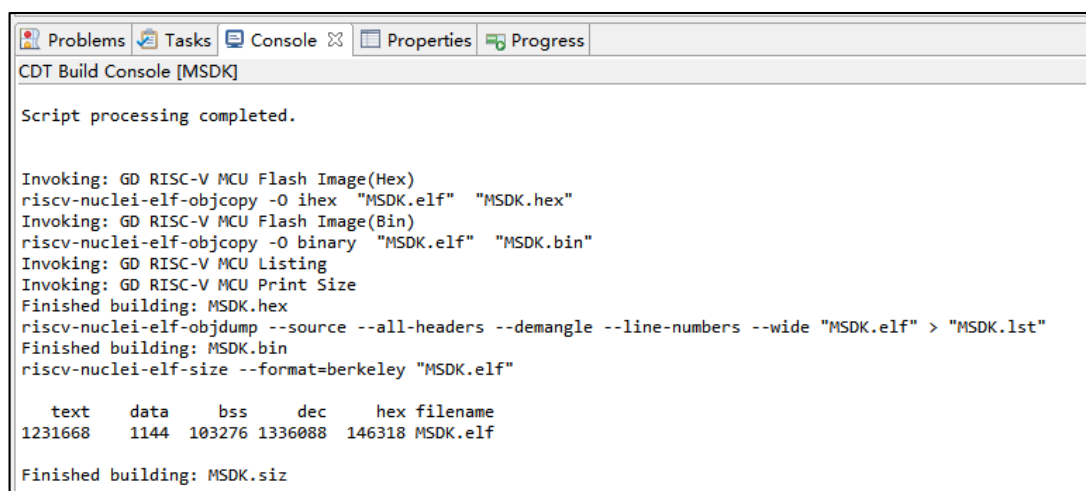 Problems Tasks Console Properties Progress
CDT Build Console [MSDK]
Script processing completed.
Invoking: GD RISC-V MCU Flash Image(Hex)
riscv-nuclei-elf-objcopy -O ihex "MSDK.elf" "MSDK.hex"
Invoking: GD RISC-V MCU Flash Image(Bin)
riscv-nuclei-elf-objcopy -O binary "MSDK.elf" "MSDK.bin"
Invoking: GD RISC-V MCU Listing
Invoking: GD RISC-V MCU Print Size
Finished building: MSDK.hex
riscv-nuclei-elf-objdump --source --all-headers --demangle --line-numbers --wide "MSDK.elf" > "MSDK.lst"
Finished building: MSDK.bin
riscv-nuclei-elf-size --format=berkeley "MSDK.elf"
text data bss dec hex filename
1231668 1144 103276 1336088 146318 MSDK.elf
Finished building: MSDK.siz